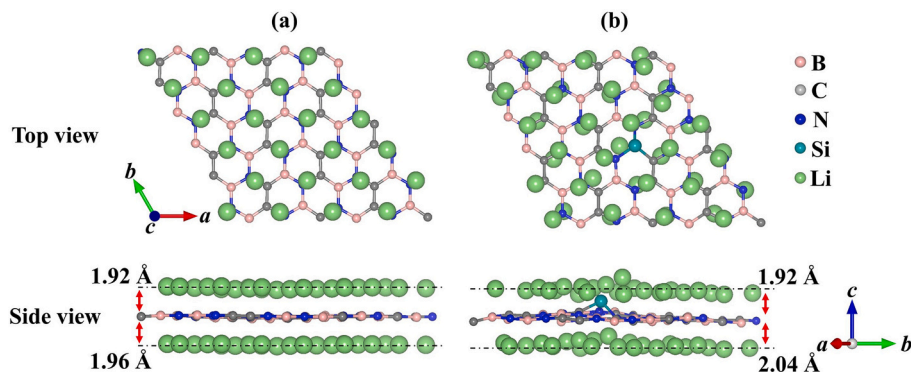 (a)
(b)
Top view
B
C
N
Si
Li
b
c
a
Side view
1.92 Å
1.96 Å
1.92 Å
2.04 Å
c
a
b